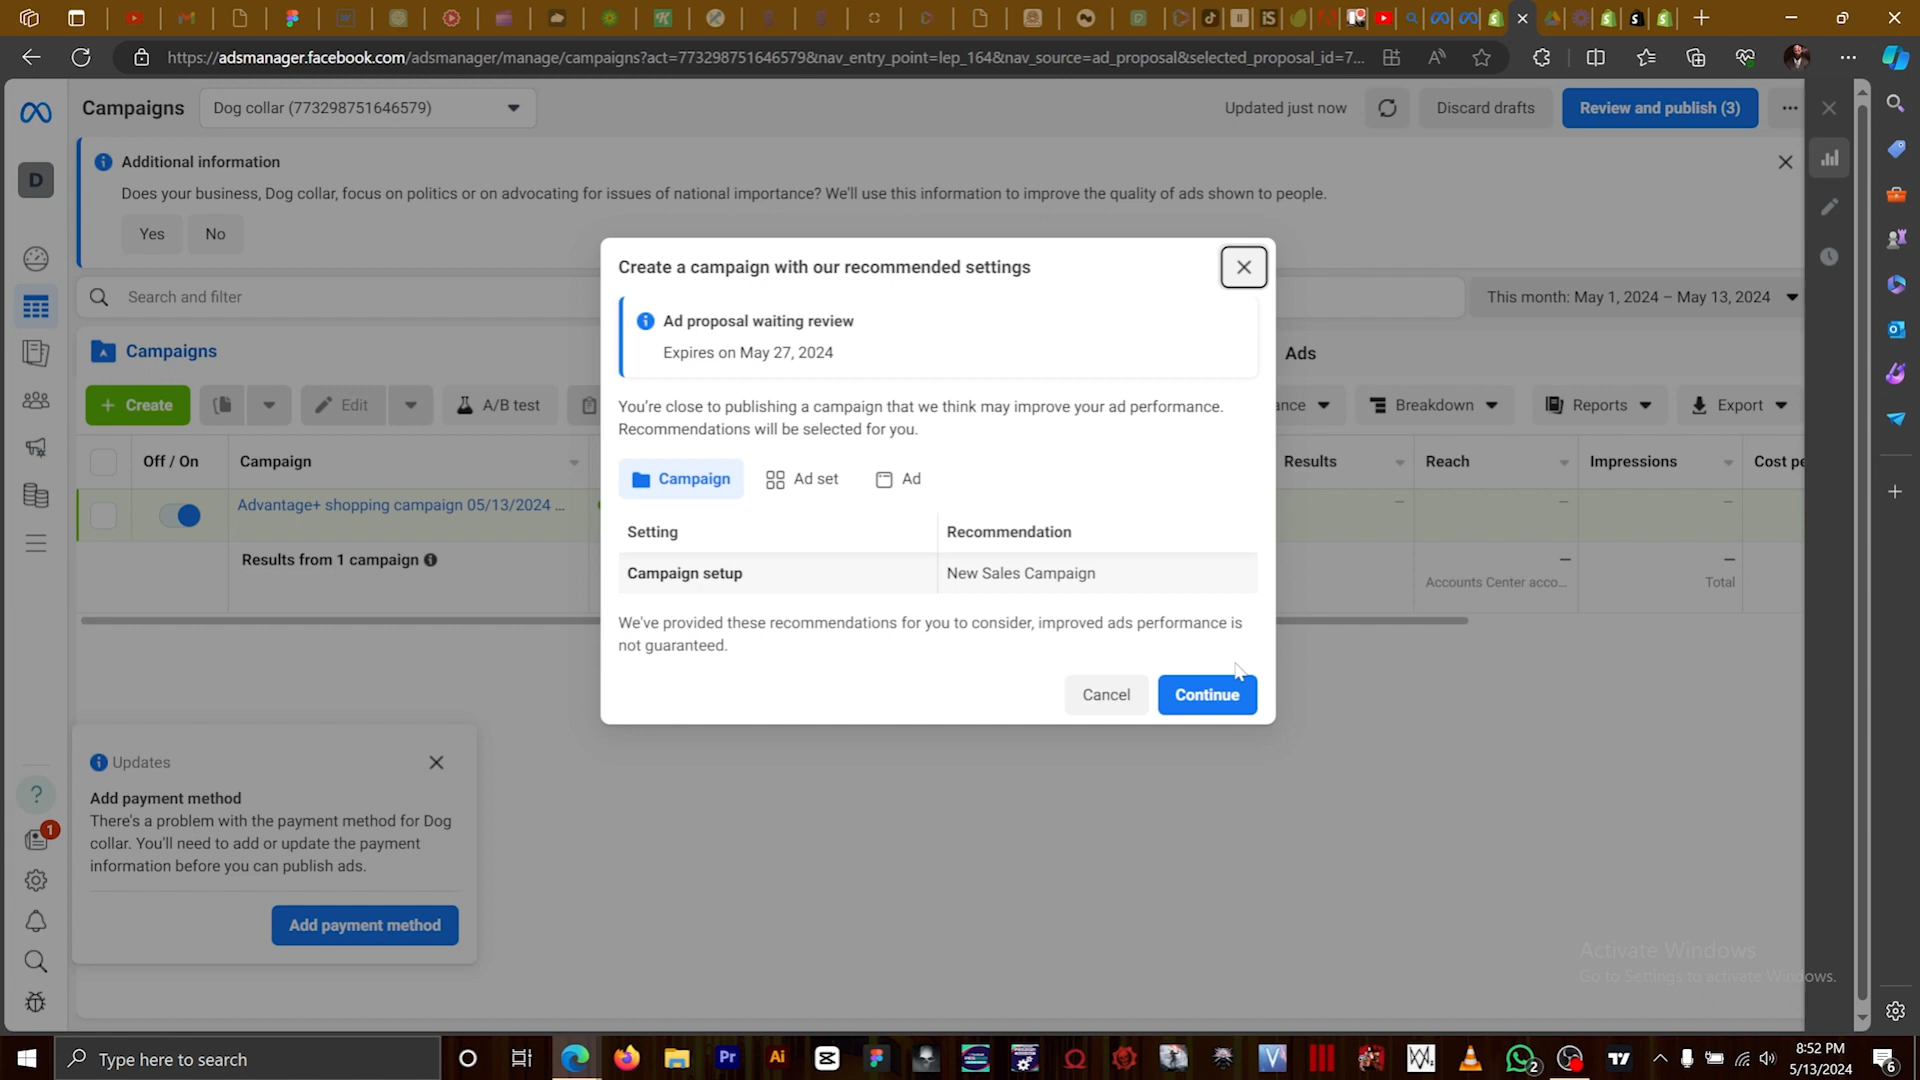 https://adsmanager.facebook.com/adsmanager/manage/campaigns?act=773298751646579&nav_entry_point=lep_164&nav_source=ad_proposal&selected_proposal_id=7...
Campaigns
Dog collar (773298751646579)
Updated just now
Discard drafts
Review and publish (3)
Additional information
Does your business, Dog collar, focus on politics or on advocating for issues of national importance? We'll use this information to improve the quality of ads shown to people.
Yes
No
D
Search and filter
This month: May 1, 2024 – May 13, 2024
Campaigns
Ads
+ Create
Edit
A/B test
nce
Breakdown
Reports
Export
Off / On
Campaign
Results
Reach
Impressions
Cost pe
Advantage+ shopping campaign 05/13/2024 ...
Results from 1 campaign
—
—
—
—
—
Accounts Center acco...
Total
Create a campaign with our recommended settings
Ad proposal waiting review
Expires on May 27, 2024
You're close to publishing a campaign that we think may improve your ad performance.
Recommendations will be selected for you.
Campaign
Ad set
Ad
Setting
Recommendation
Campaign setup
New Sales Campaign
We've provided these recommendations for you to consider, improved ads performance is
not guaranteed.
Cancel
Continue
Updates
Add payment method
There's a problem with the payment method for Dog
collar. You'll need to add or update the payment
information before you can publish ads.
Add payment method
1
Activate Windows
Go to Settings to activate Windows.
Type here to search
Pr
Ai
2
8:52 PM
5/13/2024
6